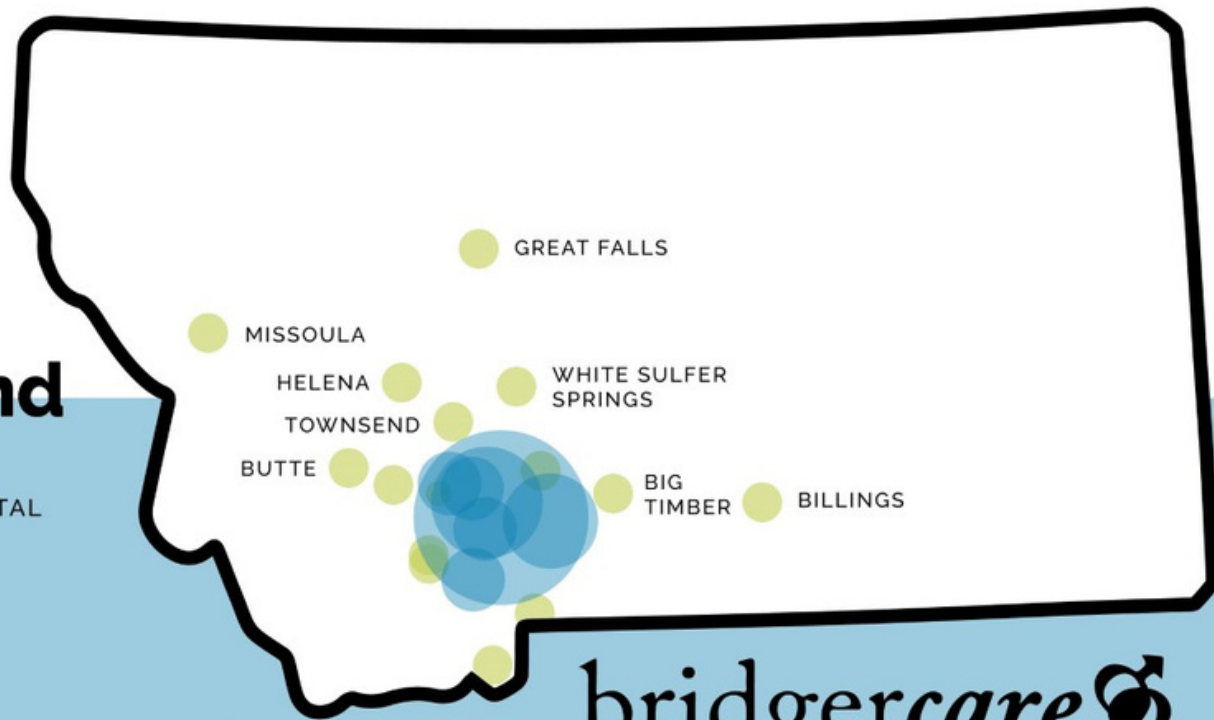 GREAT FALLS
MISSOULA
HELENA
WHITE SULFER
SPRINGS
nd
TOWNSEND
BUTTE
BIG
TIMBER
BILLINGS
TAL
bridgercare